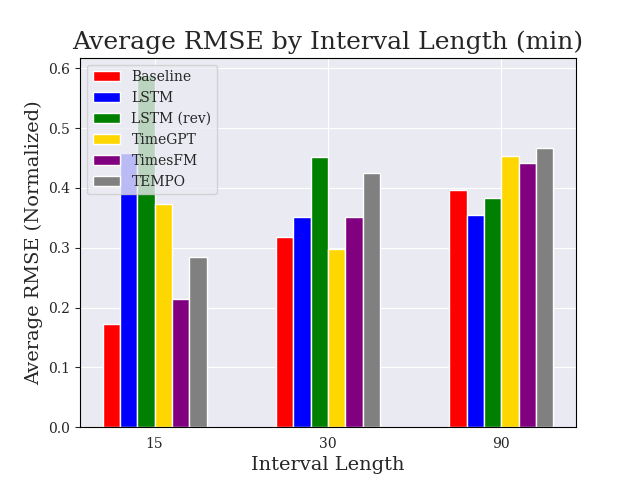 Average RMSE by Interval Length (min)
Average RMSE (Normalized)
0.6
0.5
0.4
0.3
0.2
0.1
0.0
Baseline
LSTM
LSTM (rev)
TimeGPT
TimesFM
TEMPO
15
30
90
Interval Length